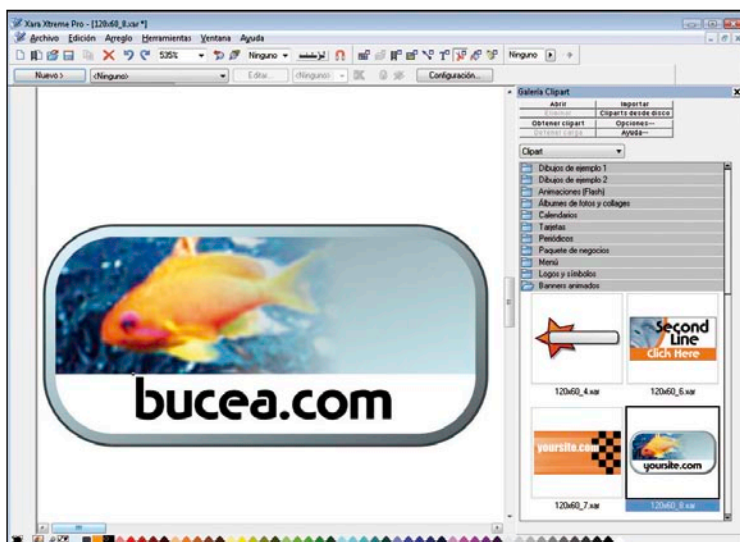 Xara Xtreme Pro - [120x60_8.xar *]
Archivo Edición Arreglo Herramientas Ventana Ayuda
535% Ninguno Ninguno
Nuevo > <Ninguno> Editar... <Ninguno> Configuración...
Galería Clipart
Abrir Importar
Eliminar Cliparts desde disco
Obtener clipart Opciones...
Detener carga Ayuda...
Clipart
Dibujos de ejemplo 1
Dibujos de ejemplo 2
Animaciones (Flash)
Álbumes de fotos y collages
Calendarios
Tarjetas
Periódicos
Paquete de negocios
Menú
Logos y símbolos
Banners animados
bucea.com
Second
Line
Click Here
120x60_4.xar 120x60_6.xar
yoursite.com
yoursite.com
120x60_7.xar 120x60_8.xar